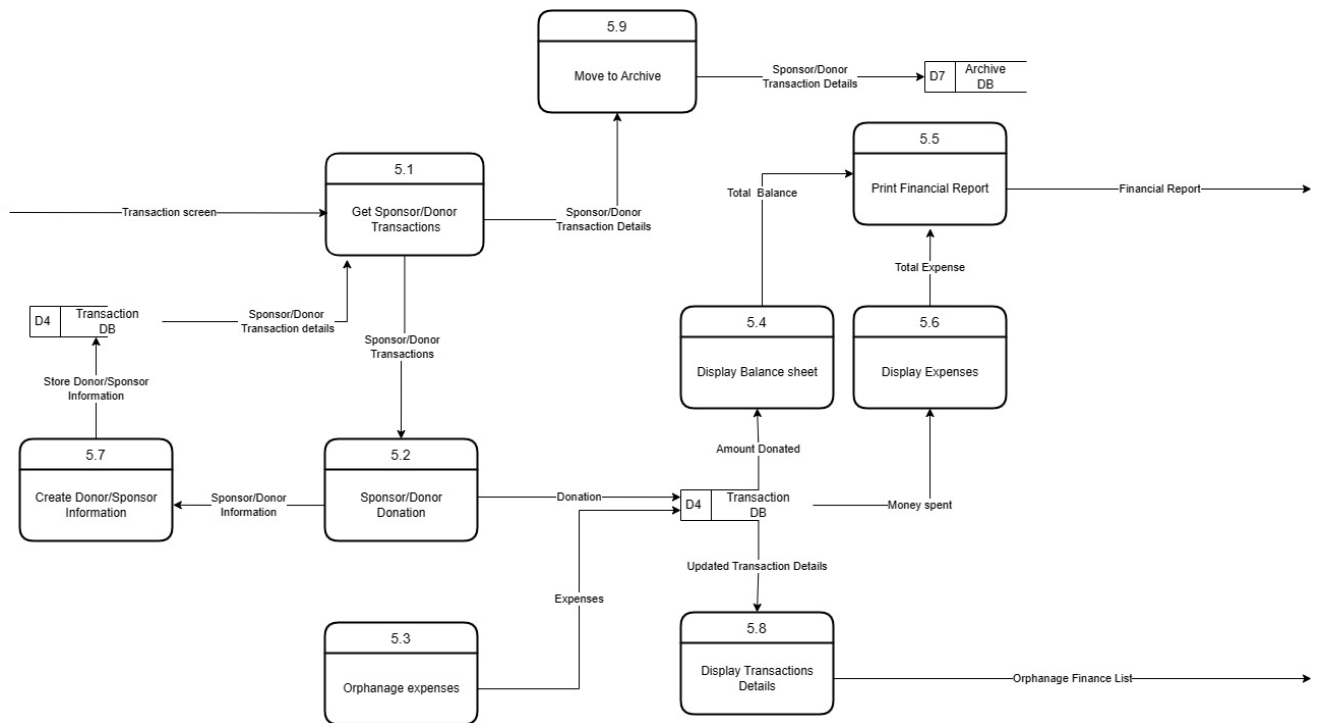 5.9
Move to Archive
Sponsor/Donor
Transaction Details
D7
Archive
DB
5.5
Print Financial Report
Financial Report
5.1
Get Sponsor/Donor
Transactions
Transaction screen
Sponsor/Donor
Transaction Details
Total Balance
Total Expense
D4
Transaction
DB
Sponsor/Donor
Transaction details
Sponsor/Donor
Transactions
5.4
Display Balance sheet
5.6
Display Expenses
Store Donor/Sponsor
Information
5.7
Create Donor/Sponsor
Information
Sponsor/Donor
Information
5.2
Sponsor/Donor
Donation
Donation
Amount Donated
D4
Transaction
DB
Money spent
Updated Transaction Details
Expenses
5.3
Orphanage expenses
5.8
Display Transactions
Details
Orphanage Finance List